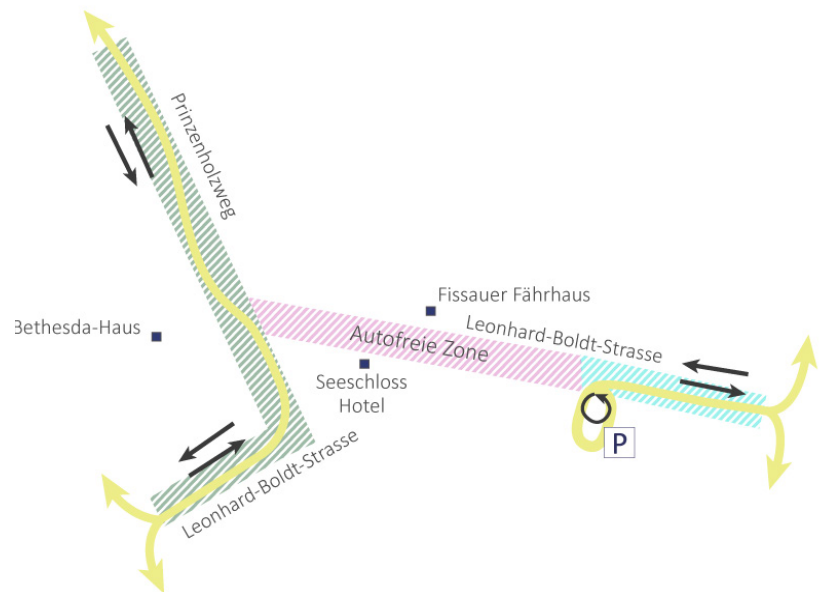 Prinzenholzweg
Fissauer Fährhaus
Leonhard-Boldt-Strasse
Bethesda-Haus
Autofreie Zone
Seeschloss
Hotel
P
Leonhard-Boldt-Strasse